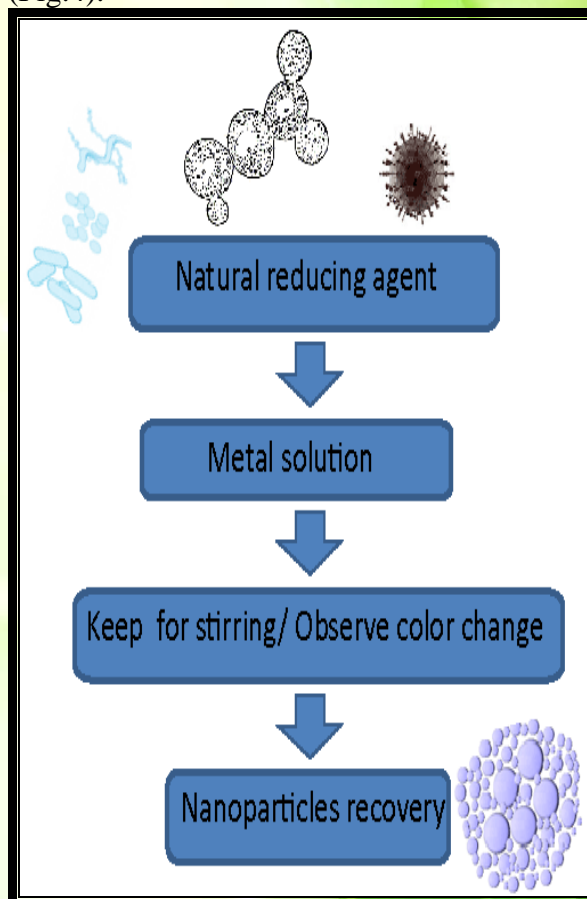 Natural reducing agent
Metal solution
Keep for stirring/ Observe color change
Nanoparticles recovery